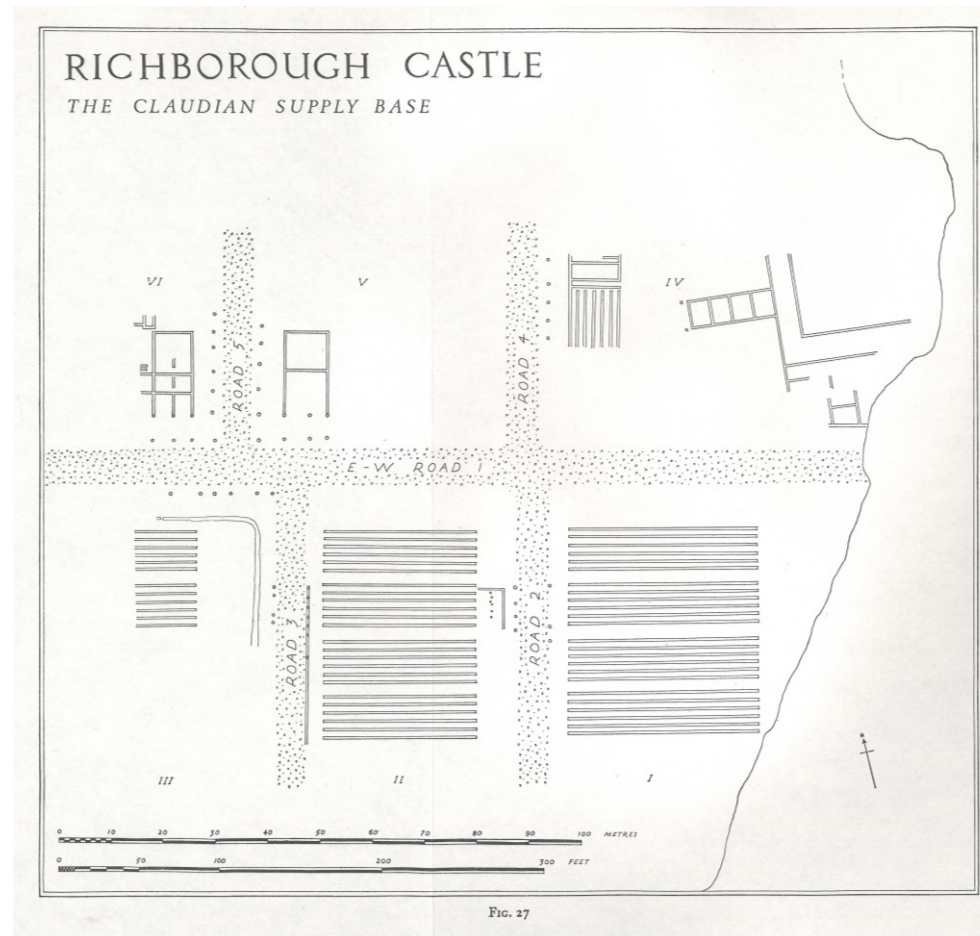 RICHBOROUGH CASTLE
THE CLAUDIAN SUPPLY BASE
VI
V
IV
ROAD 5
ROAD 4
E-W ROAD 1
ROAD 3
ROAD 2
III
II
I
0 10 20 30 40 50 60 70 80 90 100 METRES
0 50 100 200 300 FEET
FIG. 27